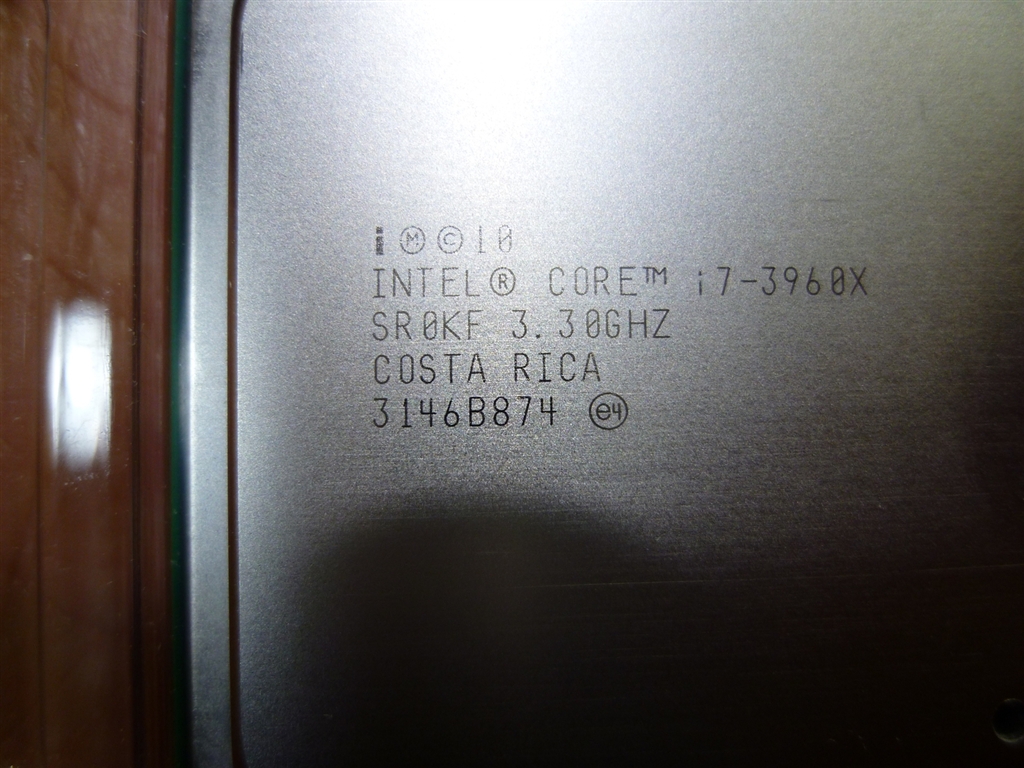 i Ⓜ © 10
INTEL® CORE™ i7-3960X
SR0KF 3.30GHZ
COSTA RICA
3146B874 e4